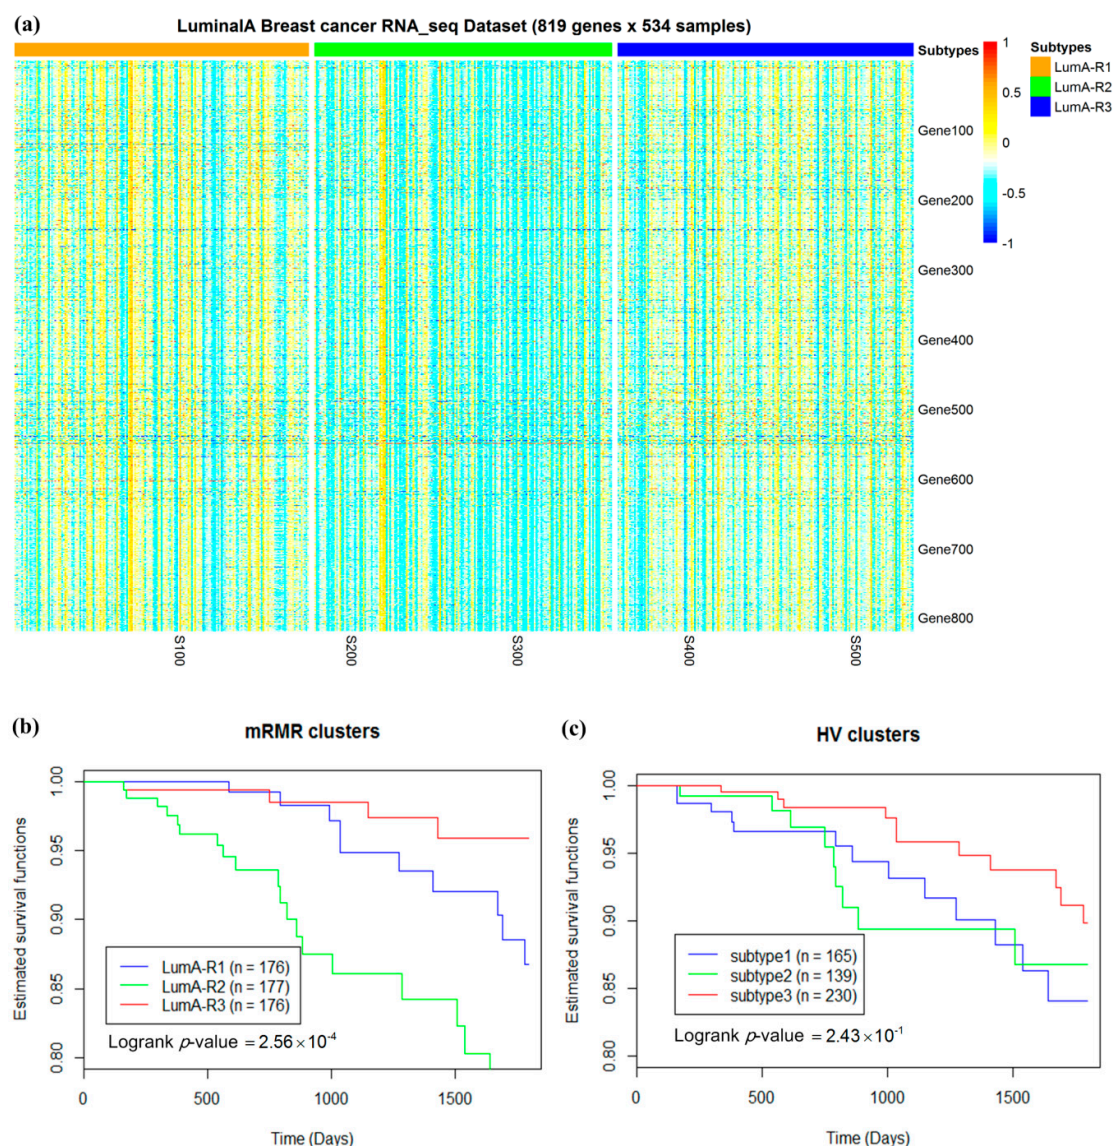 (a)
LuminalA Breast cancer RNA_seq Dataset (819 genes x 534 samples)
Subtypes
1
0.5
0
-0.5
-1
Subtypes
LumA-R1
LumA-R2
LumA-R3
Gene100
Gene200
Gene300
Gene400
Gene500
Gene600
Gene700
Gene800
S100
S200
S300
S400
S500
(b)
mRMR clusters
Estimated survival functions
1.00
0.95
0.90
0.85
0.80
LumA-R1 (n = 176)
LumA-R2 (n = 177)
LumA-R3 (n = 176)
Logrank p-value = 2.56 × 10⁻⁴
0
500
1000
1500
Time (Days)
(c)
HV clusters
Estimated survival functions
1.00
0.95
0.90
0.85
0.80
subtype1 (n = 165)
subtype2 (n = 139)
subtype3 (n = 230)
Logrank p-value = 2.43 × 10⁻¹
0
500
1000
1500
Time (Days)